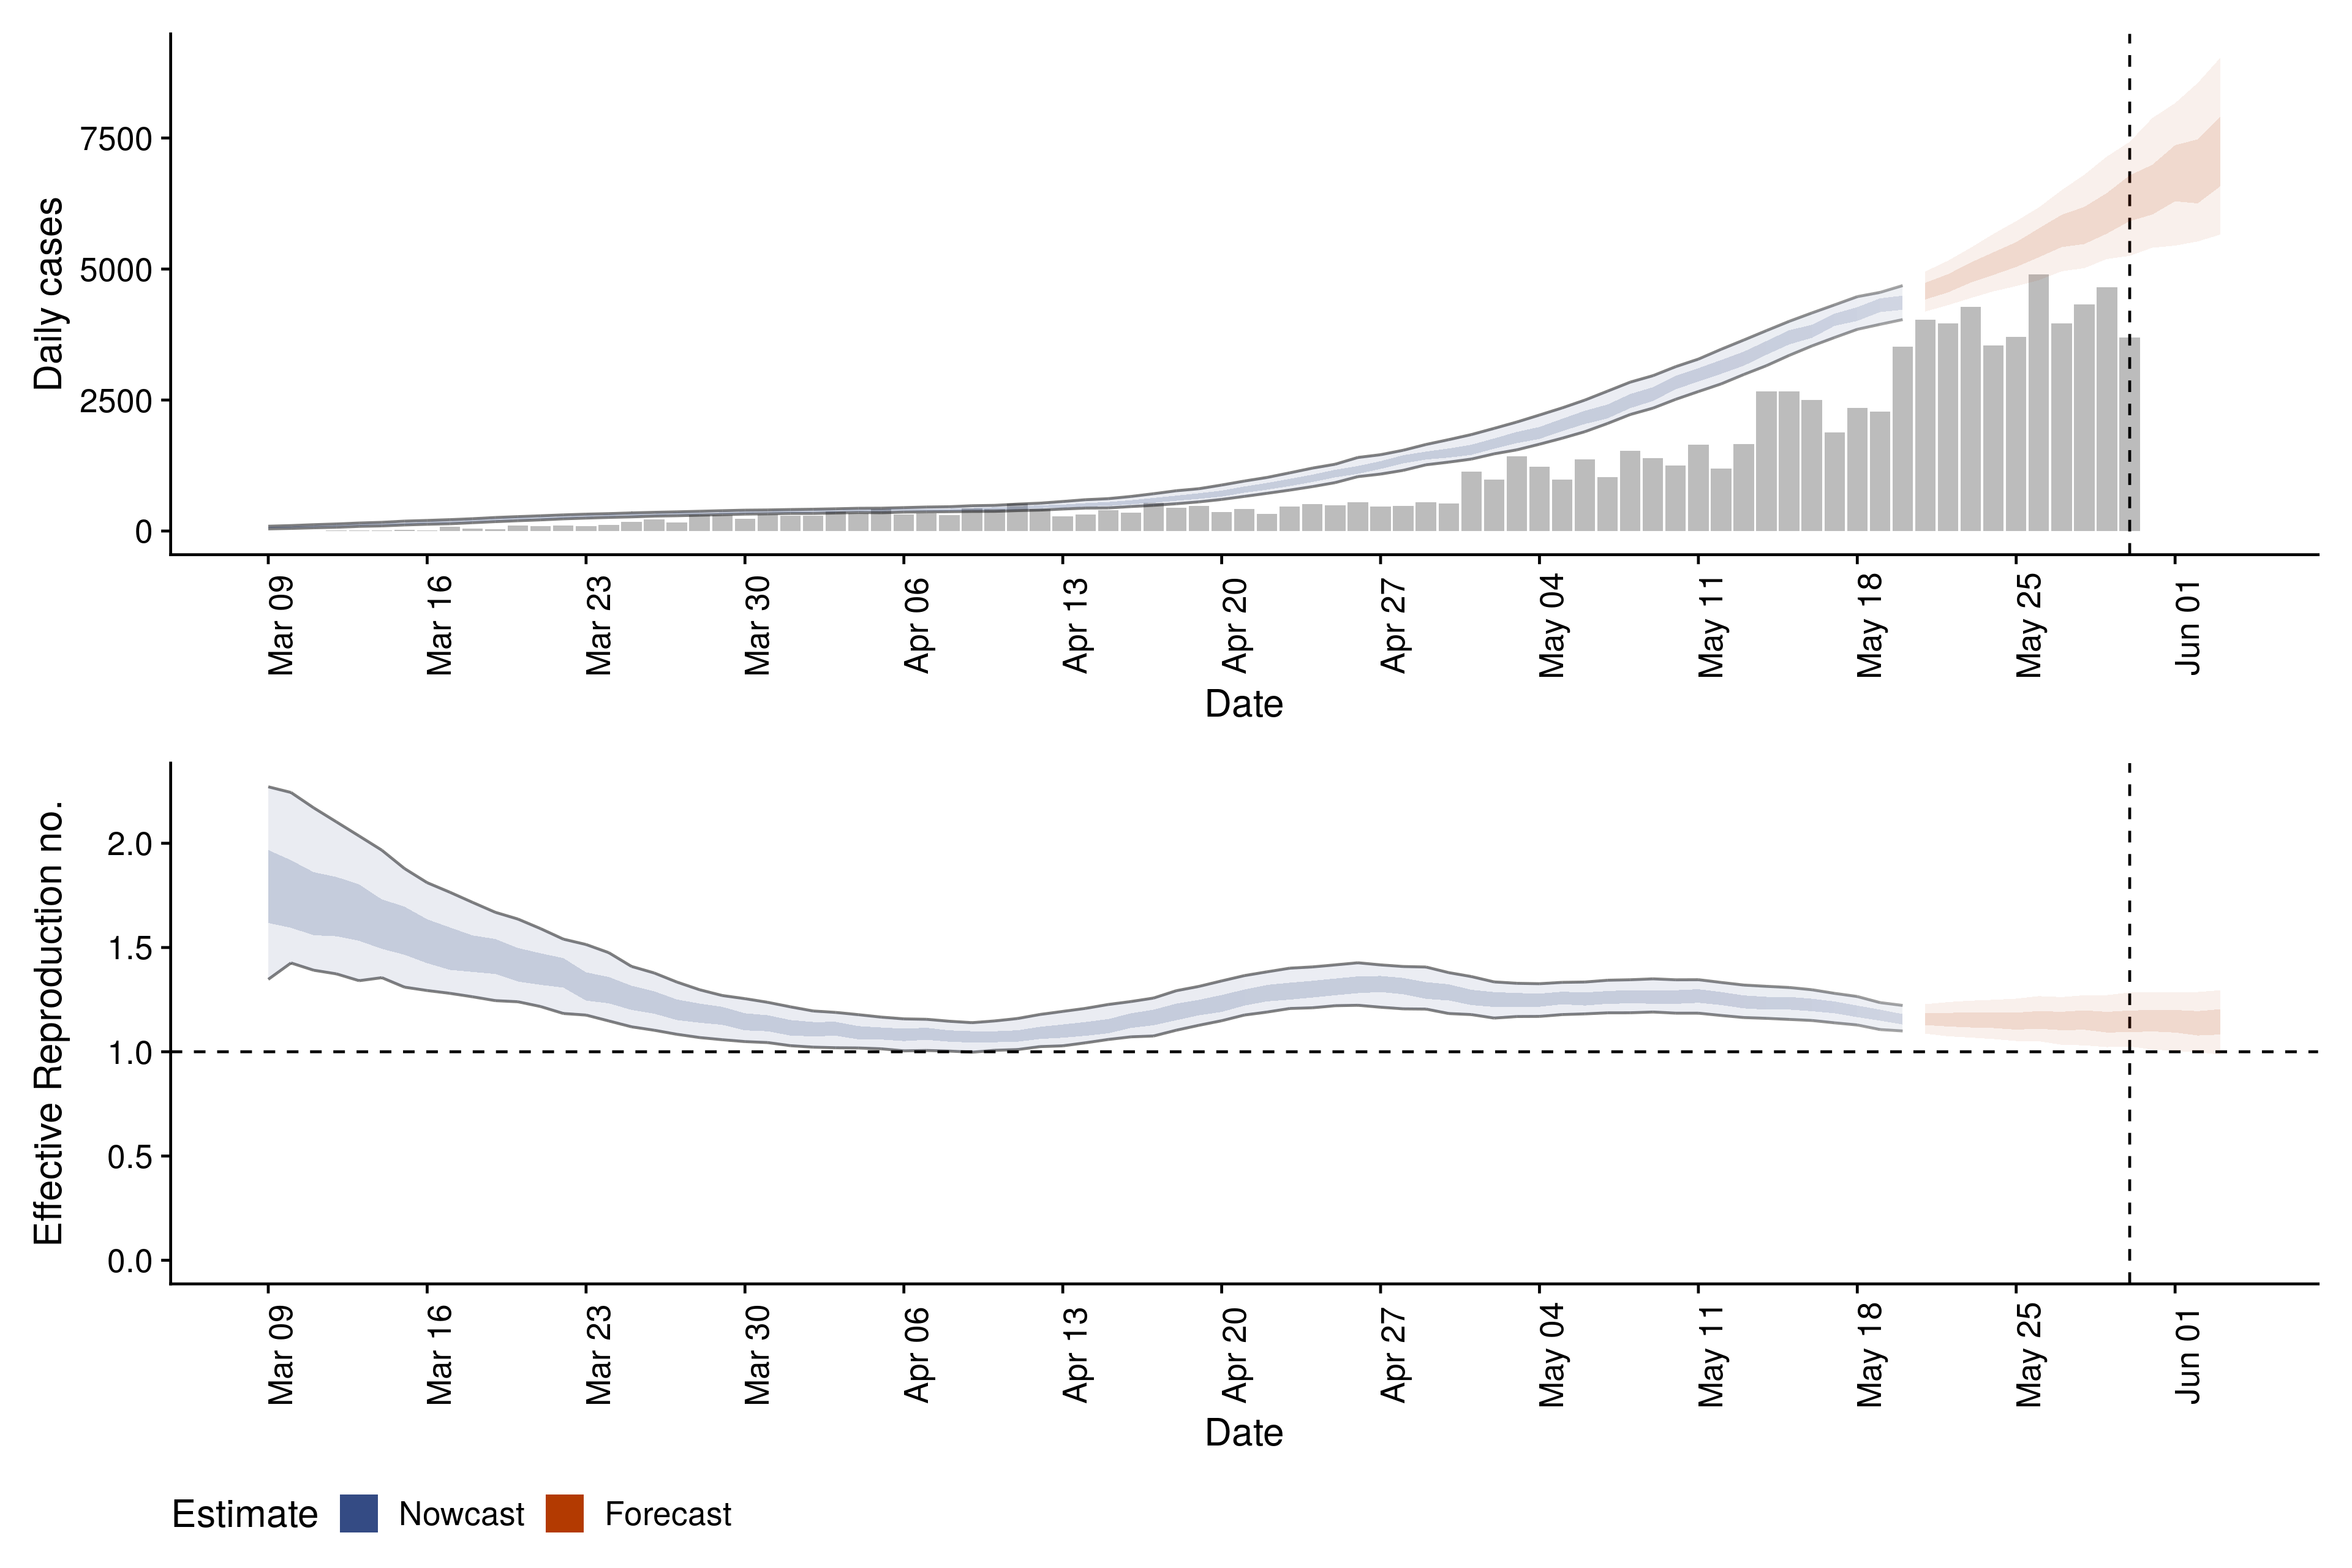 Daily cases
7500
5000
2500
0
Mar 09
Mar 16
Mar 23
Mar 30
Apr 06
Apr 13
Apr 20
Apr 27
May 04
May 11
May 18
May 25
Jun 01
Date
Effective Reproduction no.
2.0
1.5
1.0
0.5
0.0
Mar 09
Mar 16
Mar 23
Mar 30
Apr 06
Apr 13
Apr 20
Apr 27
May 04
May 11
May 18
May 25
Jun 01
Date
Estimate Nowcast Forecast